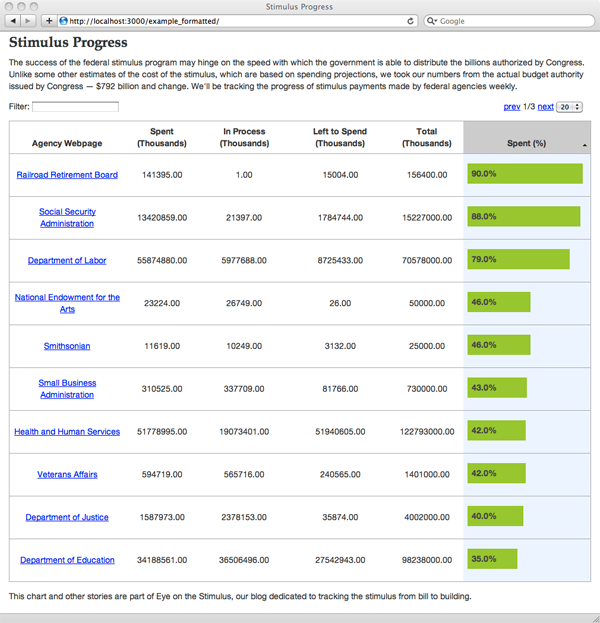 Stimulus Progress
http://localhost:3000/example_formatted/
Google
Stimulus Progress
The success of the federal stimulus program may hinge on the speed with which the government is able to distribute the billions authorized by Congress.
Unlike some other estimates of the cost of the stimulus, which are based on spending projections, we took our numbers from the actual budget authority
issued by Congress — $792 billion and change. We'll be tracking the progress of stimulus payments made by federal agencies weekly.
Filter: prev 1/3 next 20
Agency Webpage Spent (Thousands) In Process (Thousands) Left to Spend (Thousands) Total (Thousands) Spent (%)
Railroad Retirement Board 141395.00 1.00 15004.00 156400.00 90.0%
Social Security Administration 13420859.00 21397.00 1784744.00 15227000.00 88.0%
Department of Labor 55874880.00 5977688.00 8725433.00 70578000.00 79.0%
National Endowment for the Arts 23224.00 26749.00 26.00 50000.00 46.0%
Smithsonian 11619.00 10249.00 3132.00 25000.00 46.0%
Small Business Administration 310525.00 337709.00 81766.00 730000.00 43.0%
Health and Human Services 51778995.00 19073401.00 51940605.00 122793000.00 42.0%
Veterans Affairs 594719.00 565716.00 240565.00 1401000.00 42.0%
Department of Justice 1587973.00 2378153.00 35874.00 4002000.00 40.0%
Department of Education 34188561.00 36506496.00 27542943.00 98238000.00 35.0%
This chart and other stories are part of Eye on the Stimulus, our blog dedicated to tracking the stimulus from bill to building.